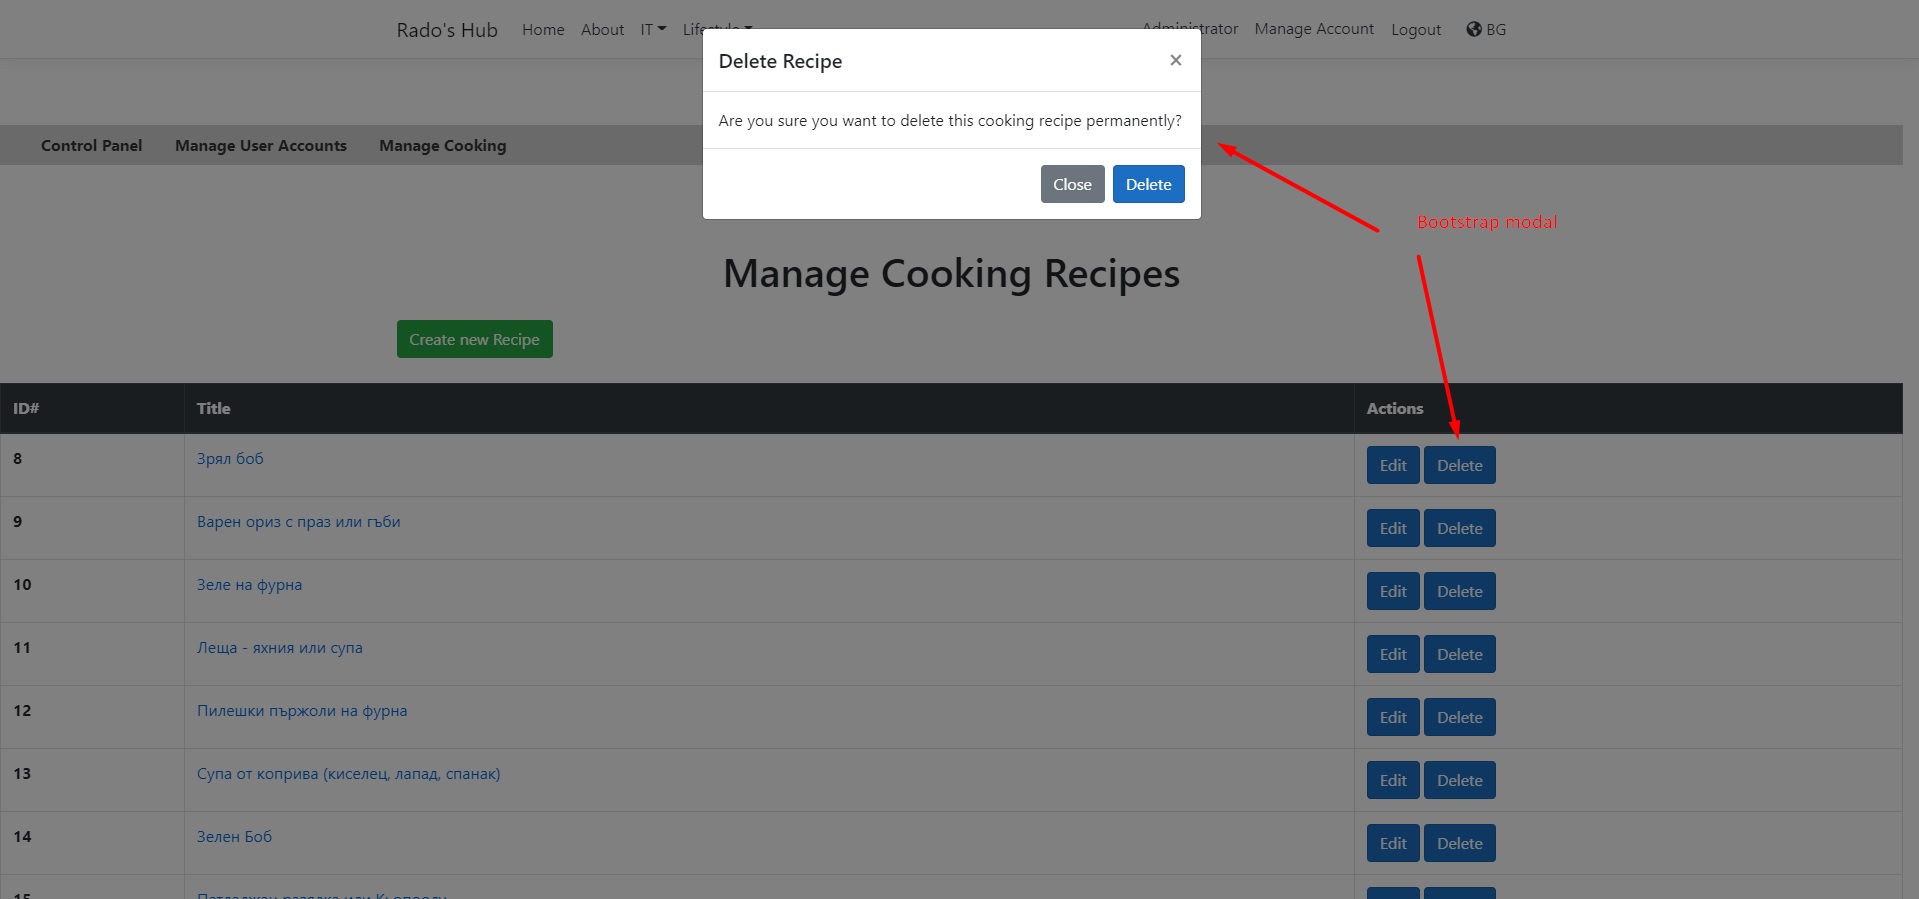 Rado's Hub Home About IT Lifestyle Administrator Manage Account Logout BG
Delete Recipe ×
Are you sure you want to delete this cooking recipe permanently?
Control Panel Manage User Accounts Manage Cooking
Close Delete
Bootstrap modal
Manage Cooking Recipes
Create new Recipe
ID# Title Actions
8 Зрял боб Edit Delete
9 Варен ориз с праз или гъби Edit Delete
10 Зеле на фурна Edit Delete
11 Леща - яхния или супа Edit Delete
12 Пилешки пържоли на фурна Edit Delete
13 Супа от коприва (киселец, лапад, спанак) Edit Delete
14 Зелен Боб Edit Delete
15 Патладжан разядка или Кьопоолу